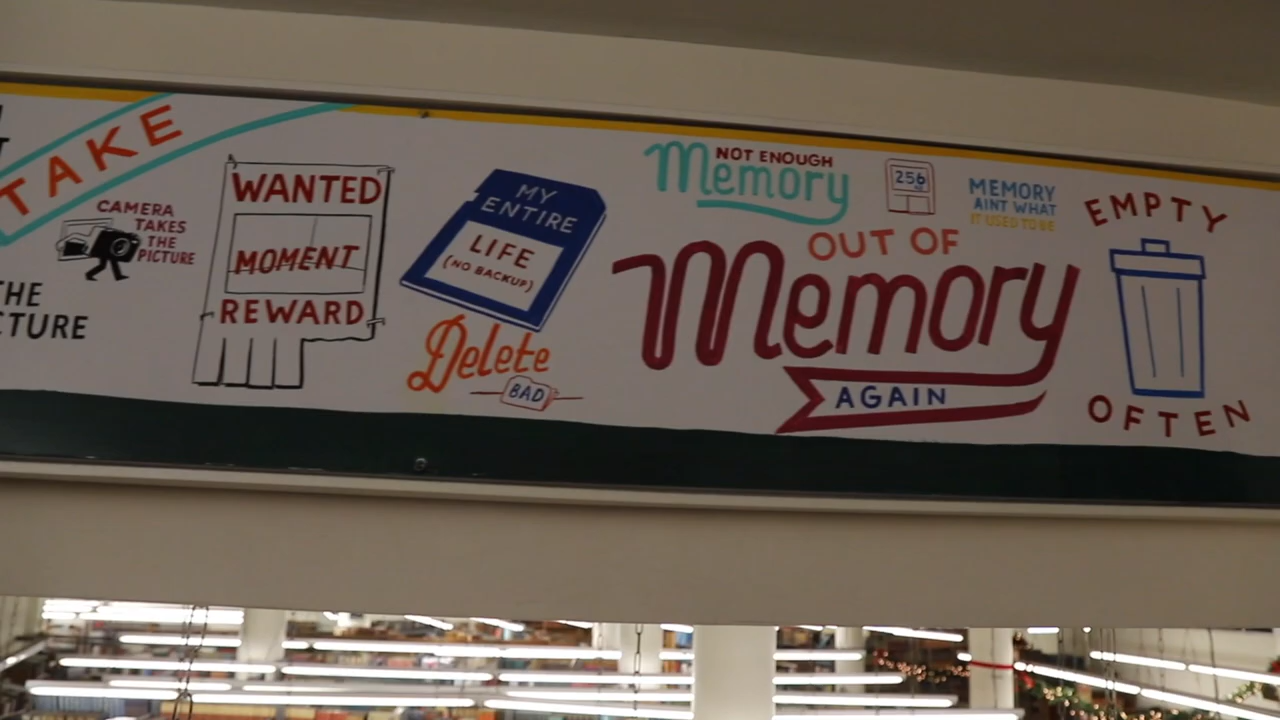 TAKE
CAMERA
TAKES
THE
PICTURE
THE
CTURE
WANTED
MOMENT
REWARD
MY
ENTIRE
LIFE
(NO BACKUP)
Delete
BAD
NOT ENOUGH
Memory
256
MEMORY
AINT WHAT
IT USED TO BE
OUT OF
Memory
AGAIN
EMPTY
OFTEN